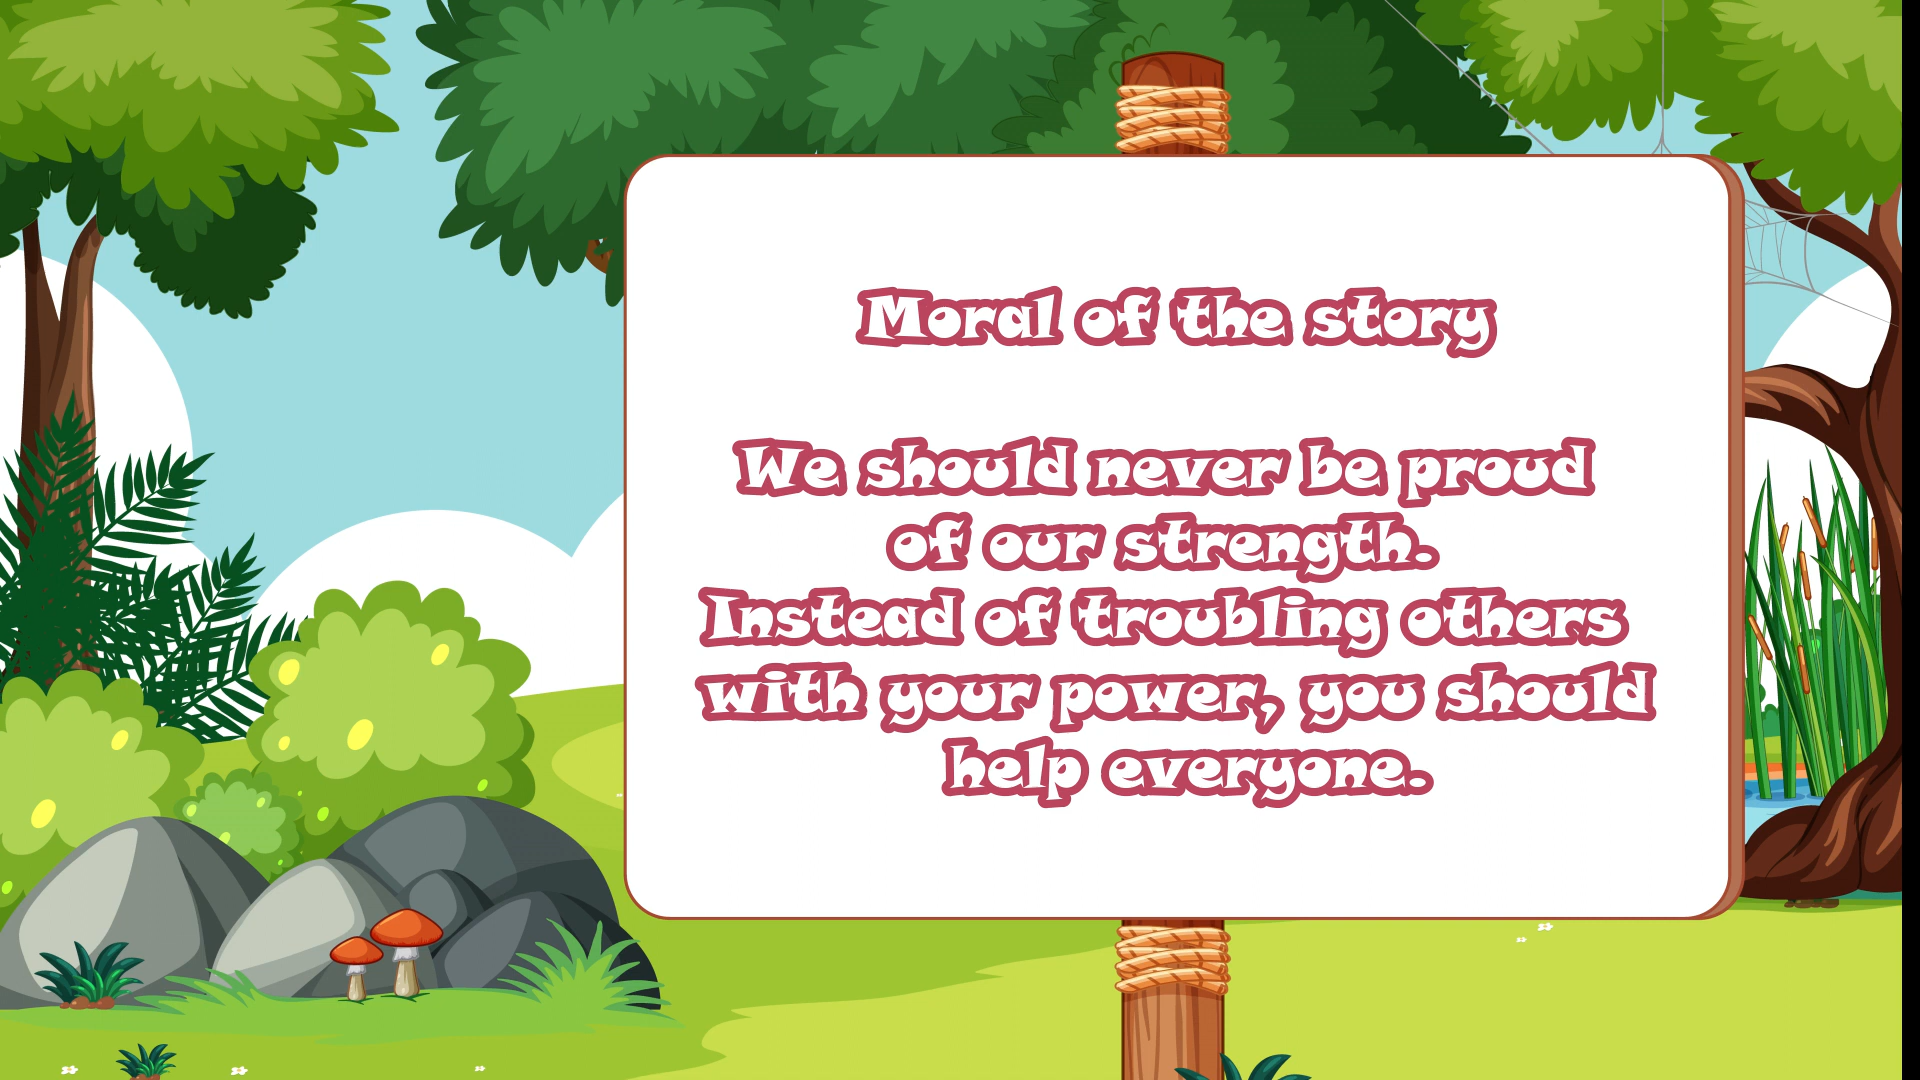 Moral of the story
We should never be proud
of our strength.
Instead of troubling others
with your power, you should
help everyone.